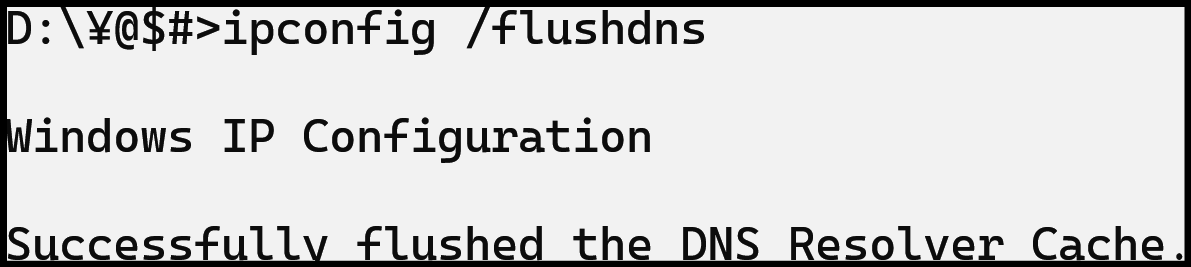 D:\¥@$#>ipconfig /flushdns
Windows IP Configuration
Successfully flushed the DNS Resolver Cache.